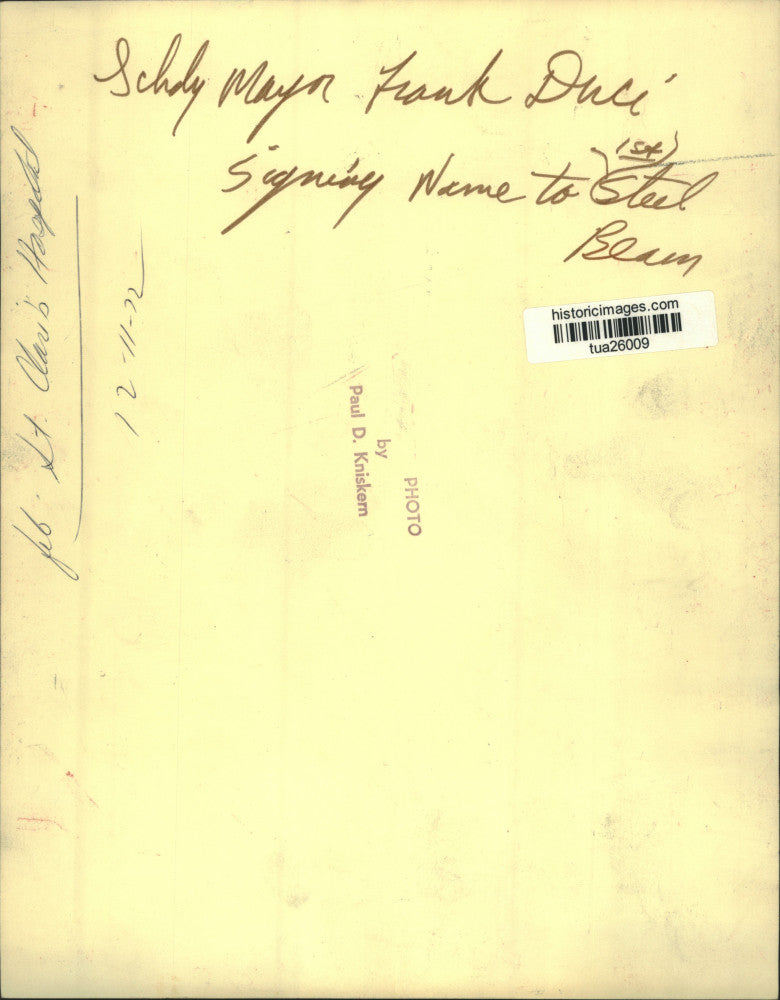 Schdy Mayor Frank Duci
Signing Name to (1st) Steel
Beam
historicimages.com
tua26009
PHOTO
by
Paul D. Kniskern
12-11-72
feb. St. Clare's Hospital